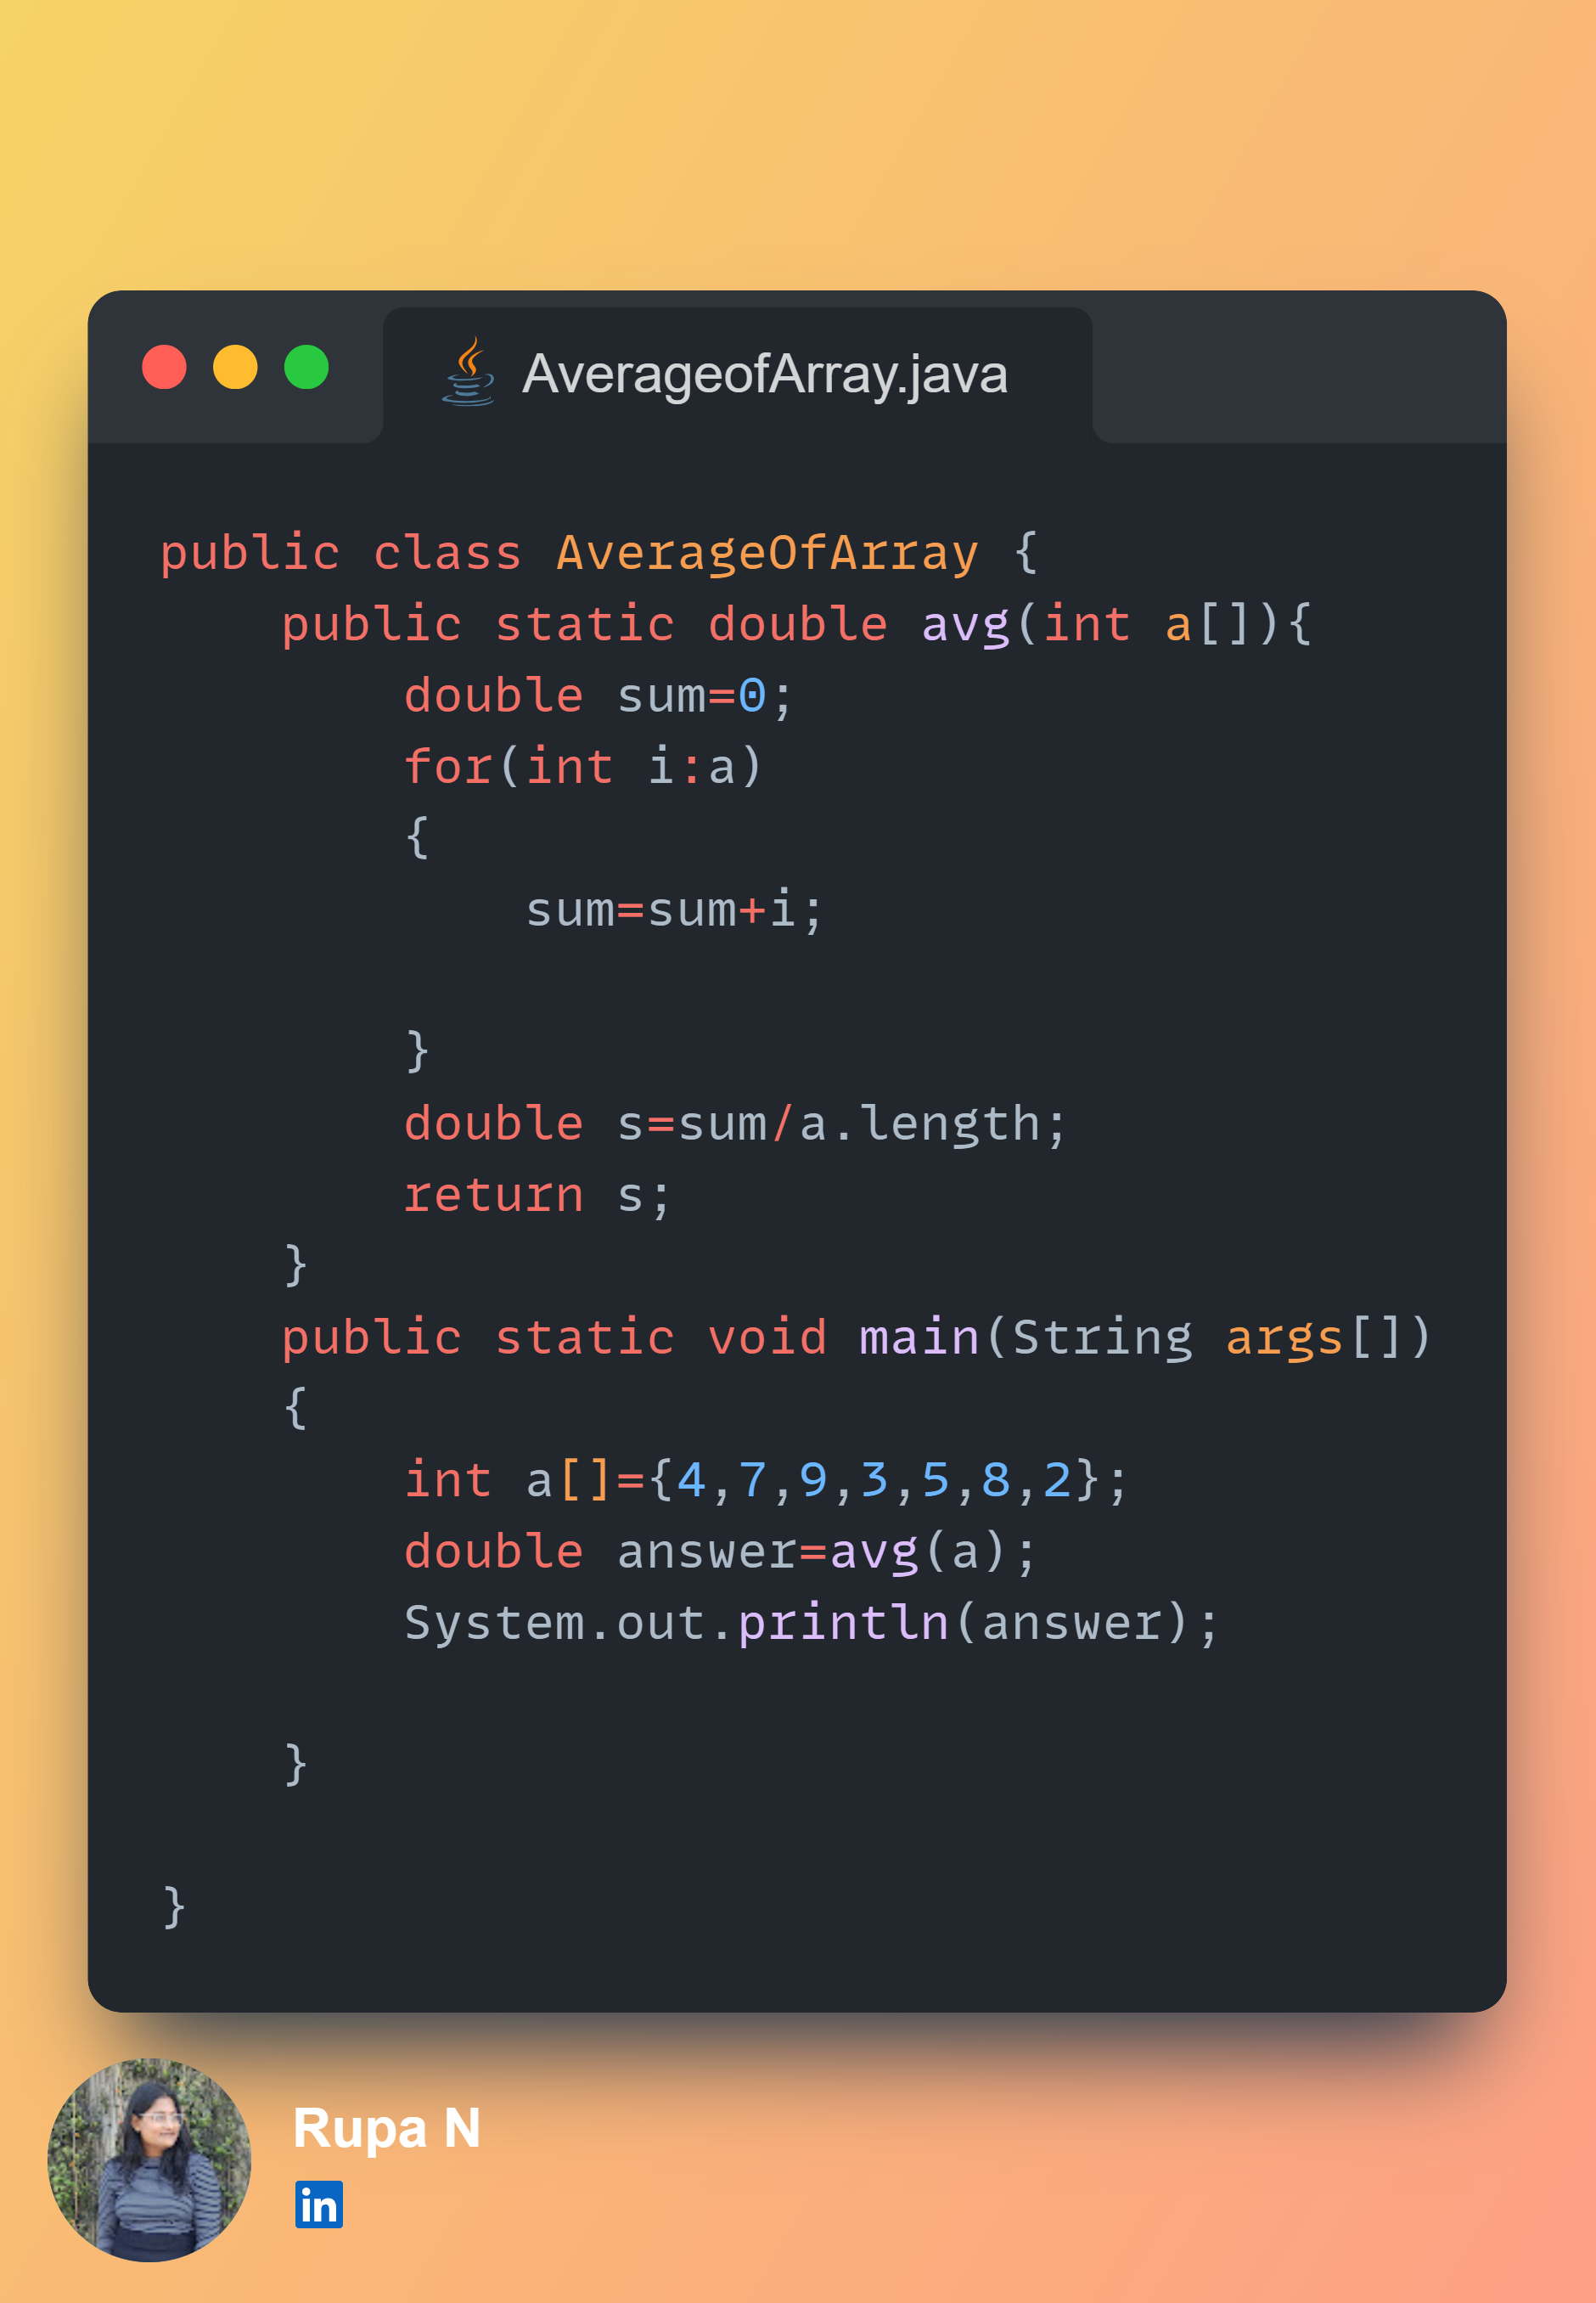 AverageofArray.java
public class AverageOfArray {
    public static double avg(int a[]){
        double sum=0;
        for(int i:a)
        {
            sum=sum+i;

        }
        double s=sum/a.length;
        return s;
    }
    public static void main(String args[])
    {
        int a[]={4,7,9,3,5,8,2};
        double answer=avg(a);
        System.out.println(answer);

    }

}
Rupa N
in